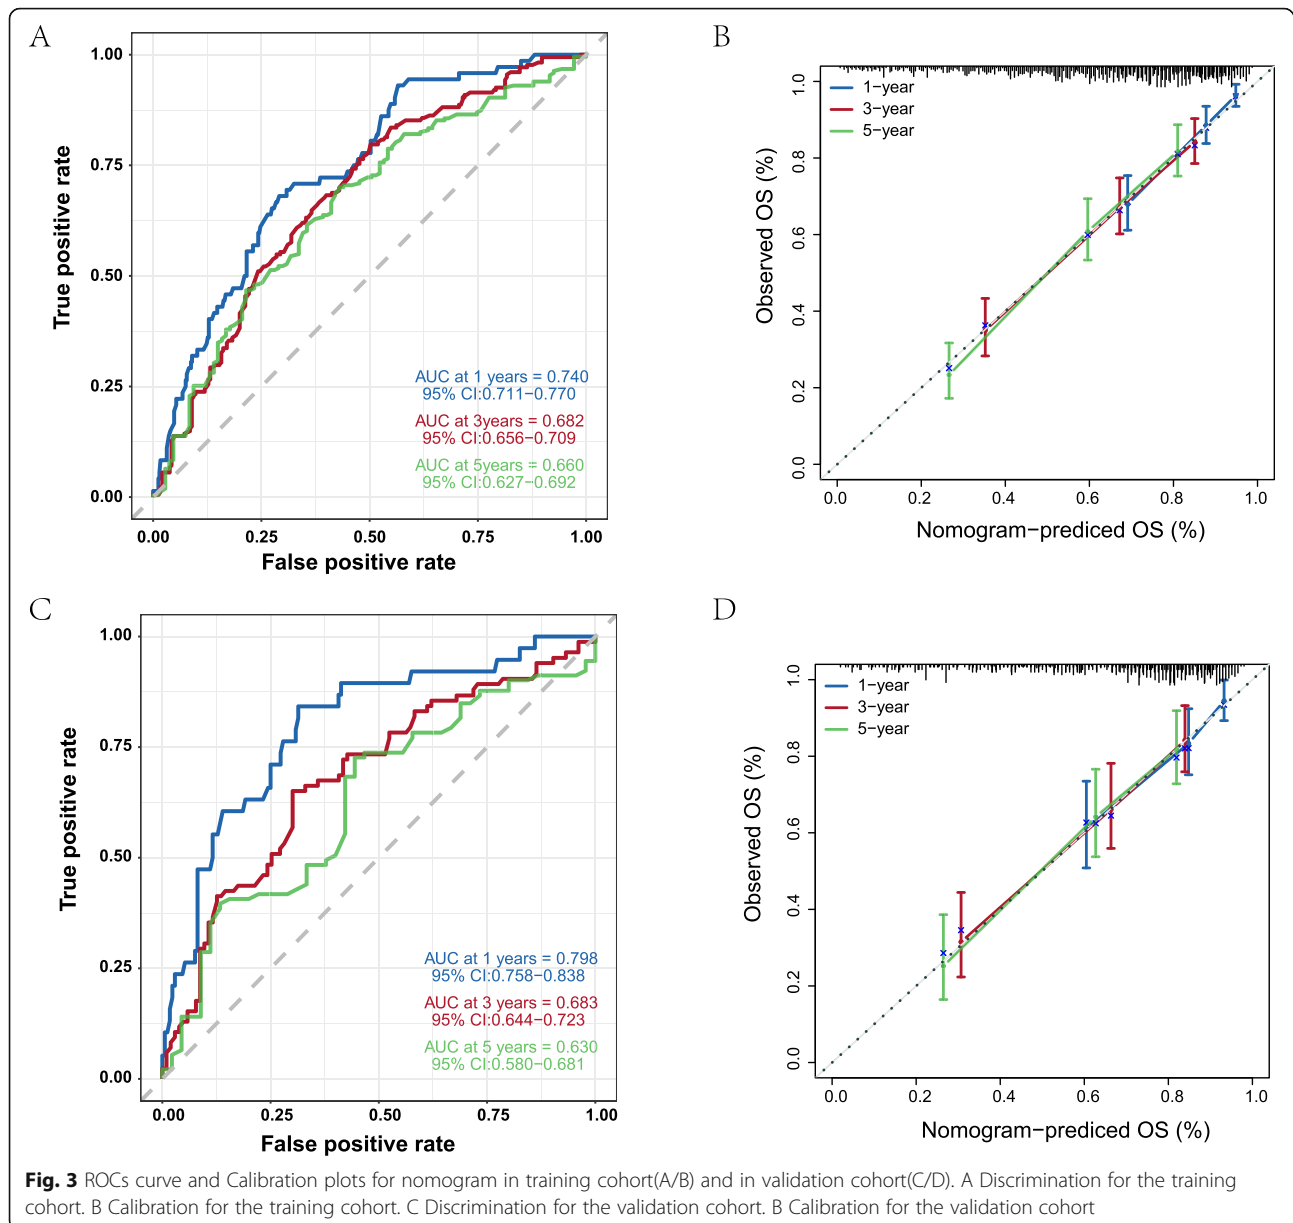 A
1.00
0.75
0.50
0.25
0.00
True positive rate
AUC at 1 years = 0.740
95% CI:0.711−0.770
AUC at 3years = 0.682
95% CI:0.656−0.709
AUC at 5years = 0.660
95% CI:0.627−0.692
0.00 0.25 0.50 0.75 1.00
False positive rate
B
1−year
3−year
5−year
1.0
0.8
0.6
0.4
0.2
0.0
Observed OS (%)
0.0 0.2 0.4 0.6 0.8 1.0
Nomogram−prediced OS (%)
C
1.00
0.75
0.50
0.25
0.00
True positive rate
AUC at 1 years = 0.798
95% CI:0.758−0.838
AUC at 3 years = 0.683
95% CI:0.644−0.723
AUC at 5 years = 0.630
95% CI:0.580−0.681
0.00 0.25 0.50 0.75 1.00
False positive rate
D
1−year
3−year
5−year
1.0
0.8
0.6
0.4
0.2
0.0
Observed OS (%)
0.0 0.2 0.4 0.6 0.8 1.0
Nomogram−prediced OS (%)
Fig. 3 ROCs curve and Calibration plots for nomogram in training cohort(A/B) and in validation cohort(C/D). A Discrimination for the training
cohort. B Calibration for the training cohort. C Discrimination for the validation cohort. B Calibration for the validation cohort